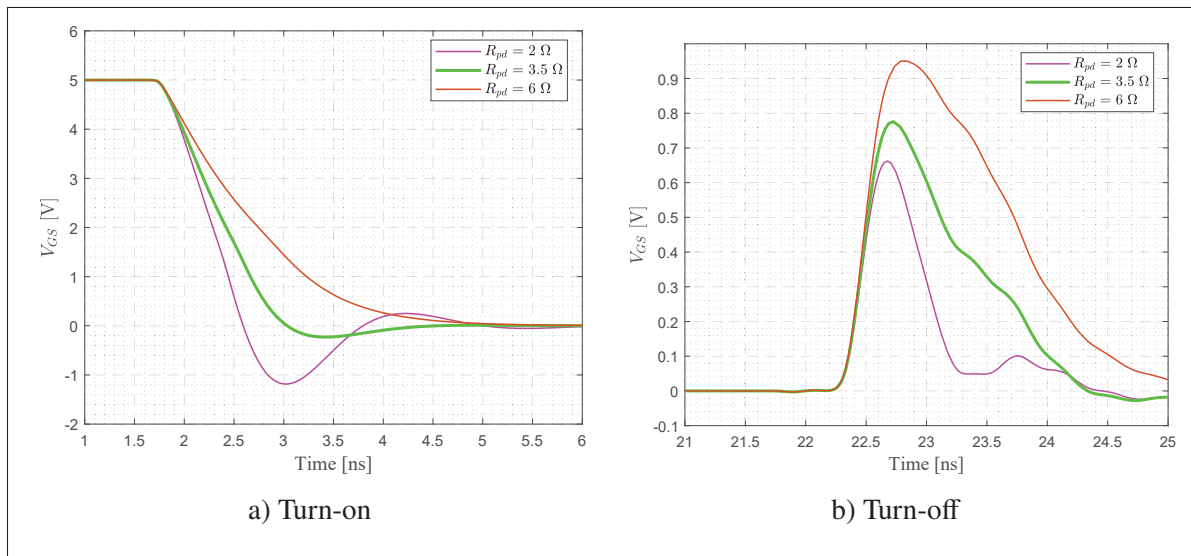 6
5
4
3
2
1
0
-1
-2
V_GS [V]
R_pd = 2 Ω
R_pd = 3.5 Ω
R_pd = 6 Ω
1 1.5 2 2.5 3 3.5 4 4.5 5 5.5 6
Time [ns]
a) Turn-on
0.9
0.8
0.7
0.6
0.5
0.4
0.3
0.2
0.1
0
-0.1
V_GS [V]
R_pd = 2 Ω
R_pd = 3.5 Ω
R_pd = 6 Ω
21 21.5 22 22.5 23 23.5 24 24.5 25
Time [ns]
b) Turn-off